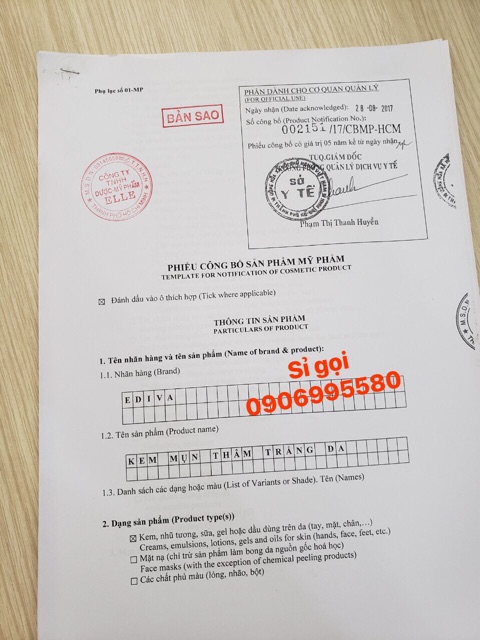 Phụ lục số 01-MP
BẢN SAO
PHẦN DÀNH CHO CƠ QUAN QUẢN LÝ
(FOR OFFICIAL USE)
Ngày nhận (Date acknowledged): 28-08-2017
Số công bố (Product Notification No.):
002151/17/CBMP-HCM
Phiếu công bố có giá trị 05 năm kể từ ngày nhận
TUQ.GIÁM ĐỐC
PHÒNG QUẢN LÝ DỊCH VỤ Y TẾ
SỞ
Y TẾ
Phạm Thị Thanh Huyền
CÔNG TY
TNHH
DƯỢC-MỸ PHẨM
ELLE
PHIẾU CÔNG BỐ SẢN PHẨM MỸ PHẨM
TEMPLATE FOR NOTIFICATION OF COSMETIC PRODUCT
Đánh dấu vào ô thích hợp (Tick where applicable)
THÔNG TIN SẢN PHẨM
PARTICULARS OF PRODUCT
1. Tên nhãn hàng và tên sản phẩm (Name of brand & product):
1.1. Nhãn hàng (Brand)
EDIVA
Sỉ gọi
0906995580
1.2. Tên sản phẩm (Product name)
KEM MỤN THÂM TRẮNG DA
1.3. Danh sách các dạng hoặc màu (List of Variants or Shade). Tên (Names)
2. Dạng sản phẩm (Product type(s))
Kem, nhũ tương, sữa, gel hoặc dầu dùng trên da (tay, mặt, chân,...)
Creams, emulsions, lotions, gels and oils for skin (hand, face, feet, etc.)
Mặt nạ (chỉ trừ sản phẩm làm bong da nguồn gốc hoá học)
Face masks (with the exception of chemical peeling products)
Các chất phủ màu (lỏng, nhão, bột)